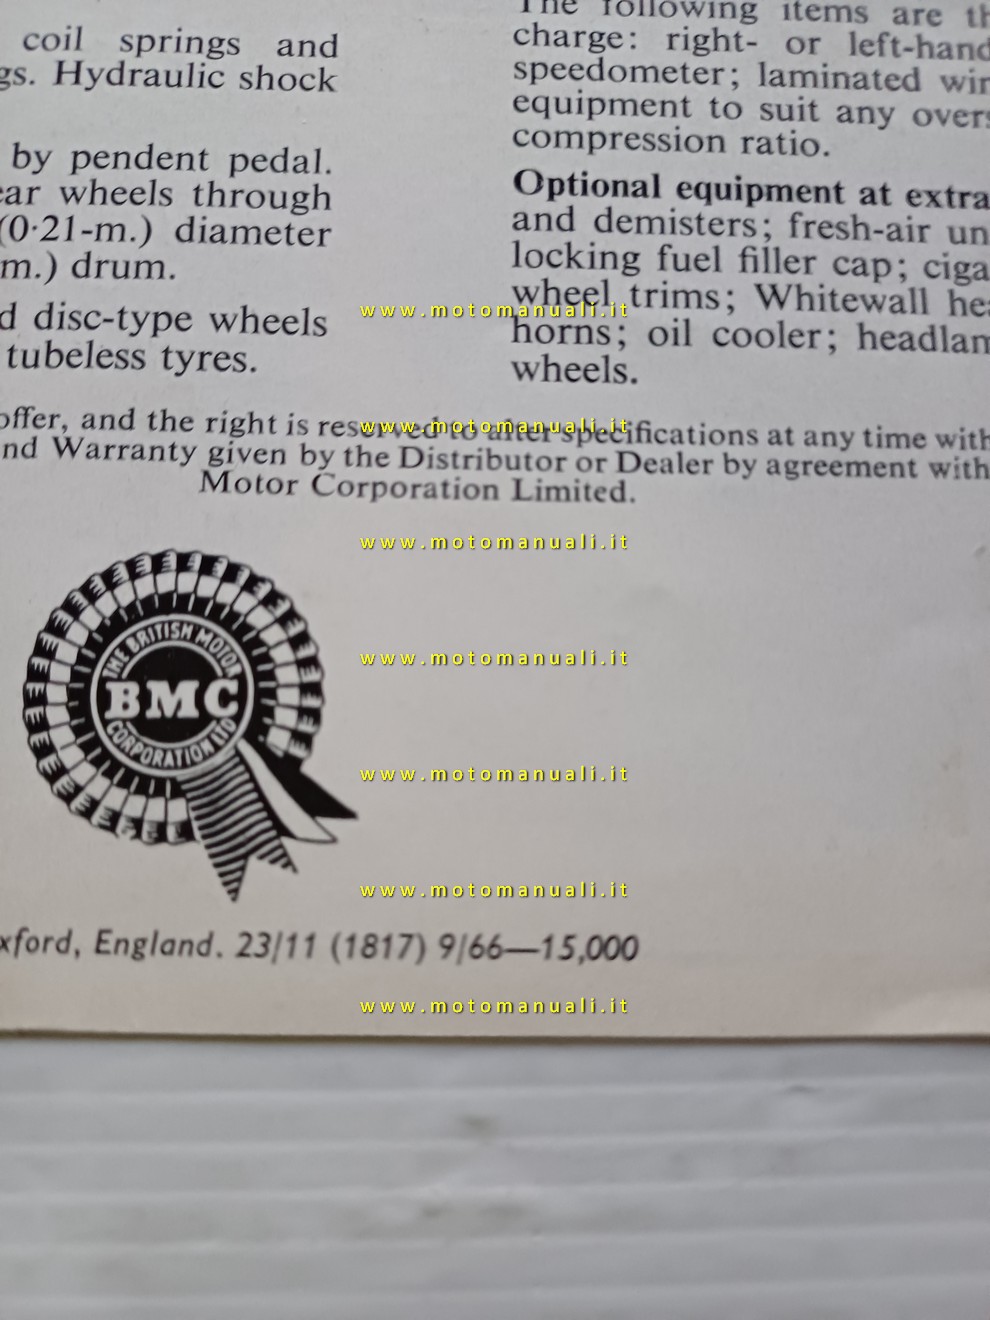 coil springs and
gs. Hydraulic shock
by pendent pedal.
ear wheels through
(0·21-m.) diameter
m.) drum.
d disc-type wheels
tubeless tyres.
The following items are th
charge: right- or left-hand
speedometer; laminated win
equipment to suit any overs
compression ratio.
Optional equipment at extra
and demisters; fresh-air un
locking fuel filler cap; ciga
wheel trims; Whitewall hea
www.motomanuali.it
horns; oil cooler; headlam
wheels.
offer, and the right is reserved to alter specifications at any time with
www.motomanuali.it
nd Warranty given by the Distributor or Dealer by agreement with
Motor Corporation Limited.
www.motomanuali.it
THE BRITISH MOTOR
BMC
CORPORATION LTD
www.motomanuali.it
www.motomanuali.it
www.motomanuali.it
xford, England. 23/11 (1817) 9/66—15,000
www.motomanuali.it